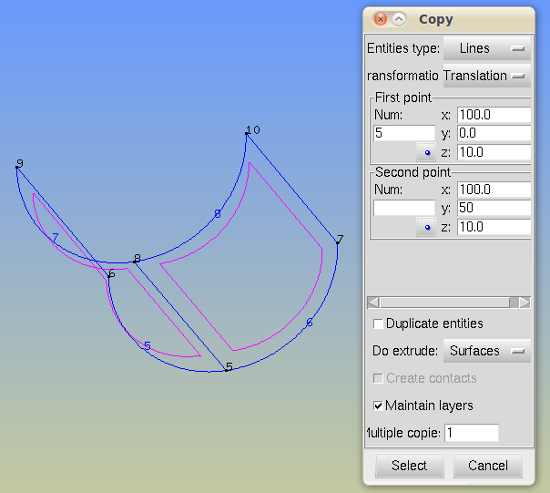 Copy
Entities type: Lines
ransformatio Translation
First point
Num: x: 100.0
5 y: 0.0
z: 10.0
Second point
Num: x: 100.0
y: 50
z: 10.0
Duplicate entities
Do extrude: Surfaces
Create contacts
Maintain layers
Multiple copie: 1
Select Cancel
10
9
8
7
7
8
6
6
5
5